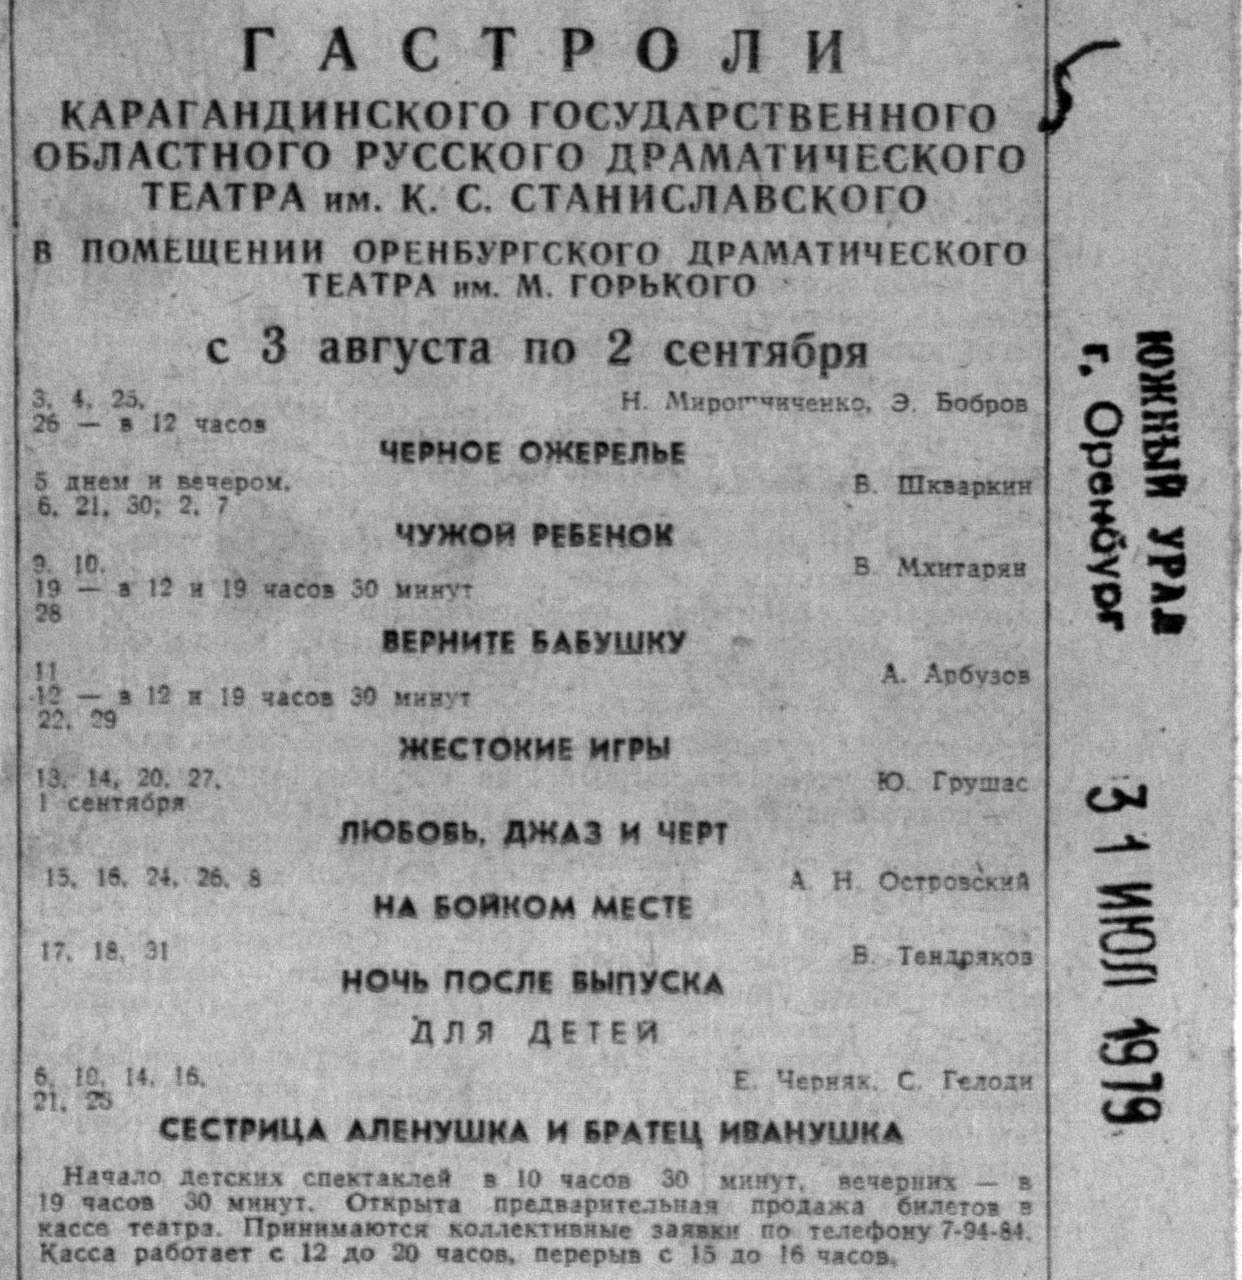 ГАСТРОЛИ
КАРАГАНДИНСКОГО ГОСУДАРСТВЕННОГО
ОБЛАСТНОГО РУССКОГО ДРАМАТИЧЕСКОГО
ТЕАТРА им. К. С. СТАНИСЛАВСКОГО
В ПОМЕЩЕНИИ ОРЕНБУРГСКОГО ДРАМАТИЧЕСКОГО
ТЕАТРА им. М. ГОРЬКОГО
с 3 августа по 2 сентября
3, 4, 25,
Н. Мирошниченко, Э. Бобров
26 — в 12 часов
ЧЕРНОЕ ОЖЕРЕЛЬЕ
5 днем и вечером,
В. Шкваркин
6, 21, 30; 2, 7
ЧУЖОЙ РЕБЕНОК
9, 10,
В. Мхитарян
19 — в 12 и 19 часов 30 минут
28
ВЕРНИТЕ БАБУШКУ
11
А. Арбузов
12 — в 12 и 19 часов 30 минут
22, 29
ЖЕСТОКИЕ ИГРЫ
13, 14, 20, 27,
Ю. Грушас
1 сентября
ЛЮБОВЬ, ДЖАЗ И ЧЕРТ
15, 16, 24, 26, 8
А. Н. Островский
НА БОЙКОМ МЕСТЕ
17, 18, 31
В. Тендряков
НОЧЬ ПОСЛЕ ВЫПУСКА
ДЛЯ ДЕТЕЙ
6, 10, 14, 16,
Е. Черняк, С. Гелоди
21, 23
СЕСТРИЦА АЛЕНУШКА И БРАТЕЦ ИВАНУШКА
Начало детских спектаклей в 10 часов 30 минут, вечерних — в
19 часов 30 минут. Открыта предварительная продажа билетов в
кассе театра. Принимаются коллективные заявки по телефону 7-94-84.
Касса работает с 12 до 20 часов, перерыв с 15 до 16 часов.
ЮЖНЫЙ УРАЛ
г. Оренбург
31 ИЮЛ 1979